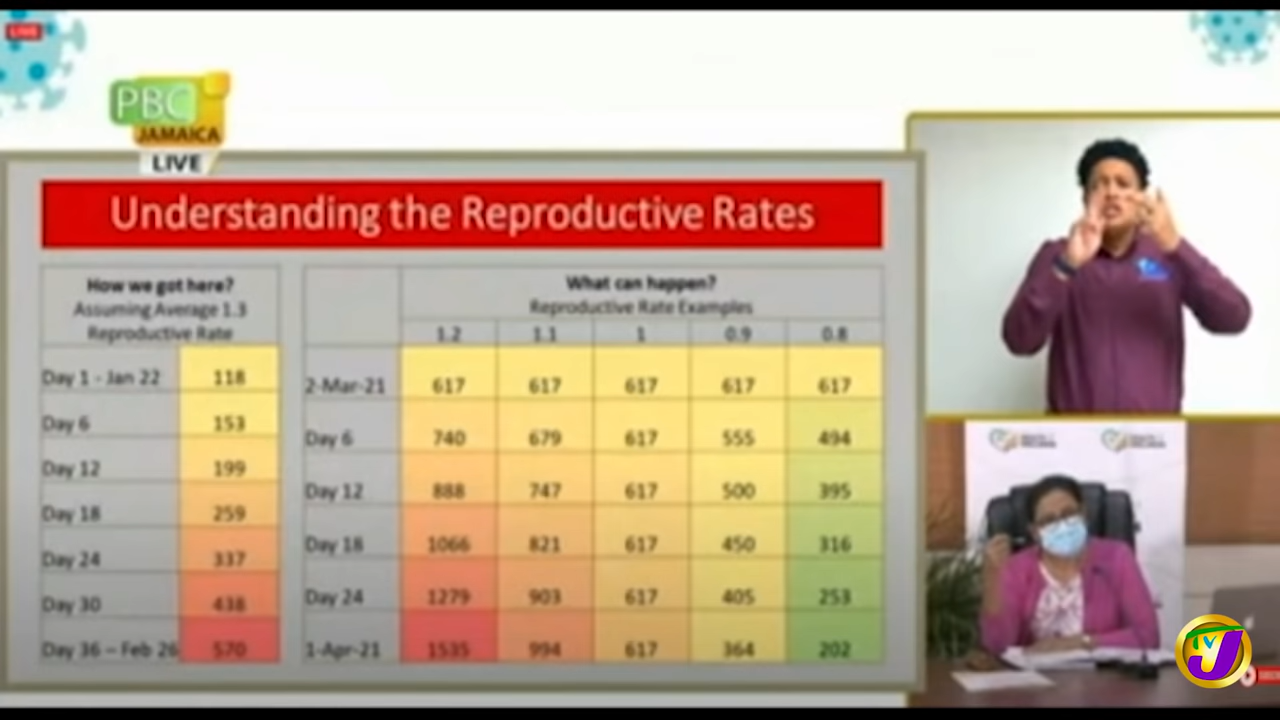 LIVE
PBC
JAMAICA
LIVE
Understanding the Reproductive Rates
How we got here?
Assuming Average 1.3
Reproductive Rate
Day 1 - Jan 22 118
Day 6 153
Day 12 199
Day 18 259
Day 24 337
Day 30 438
Day 36 – Feb 26 570
What can happen?
Reproductive Rate Examples
1.2 1.1 1 0.9 0.8
2-Mar-21 617 617 617 617 617
Day 6 740 679 617 555 494
Day 12 888 747 617 500 395
Day 18 1066 821 617 450 316
Day 24 1279 903 617 405 253
1-Apr-21 1535 994 617 364 202
TVJ